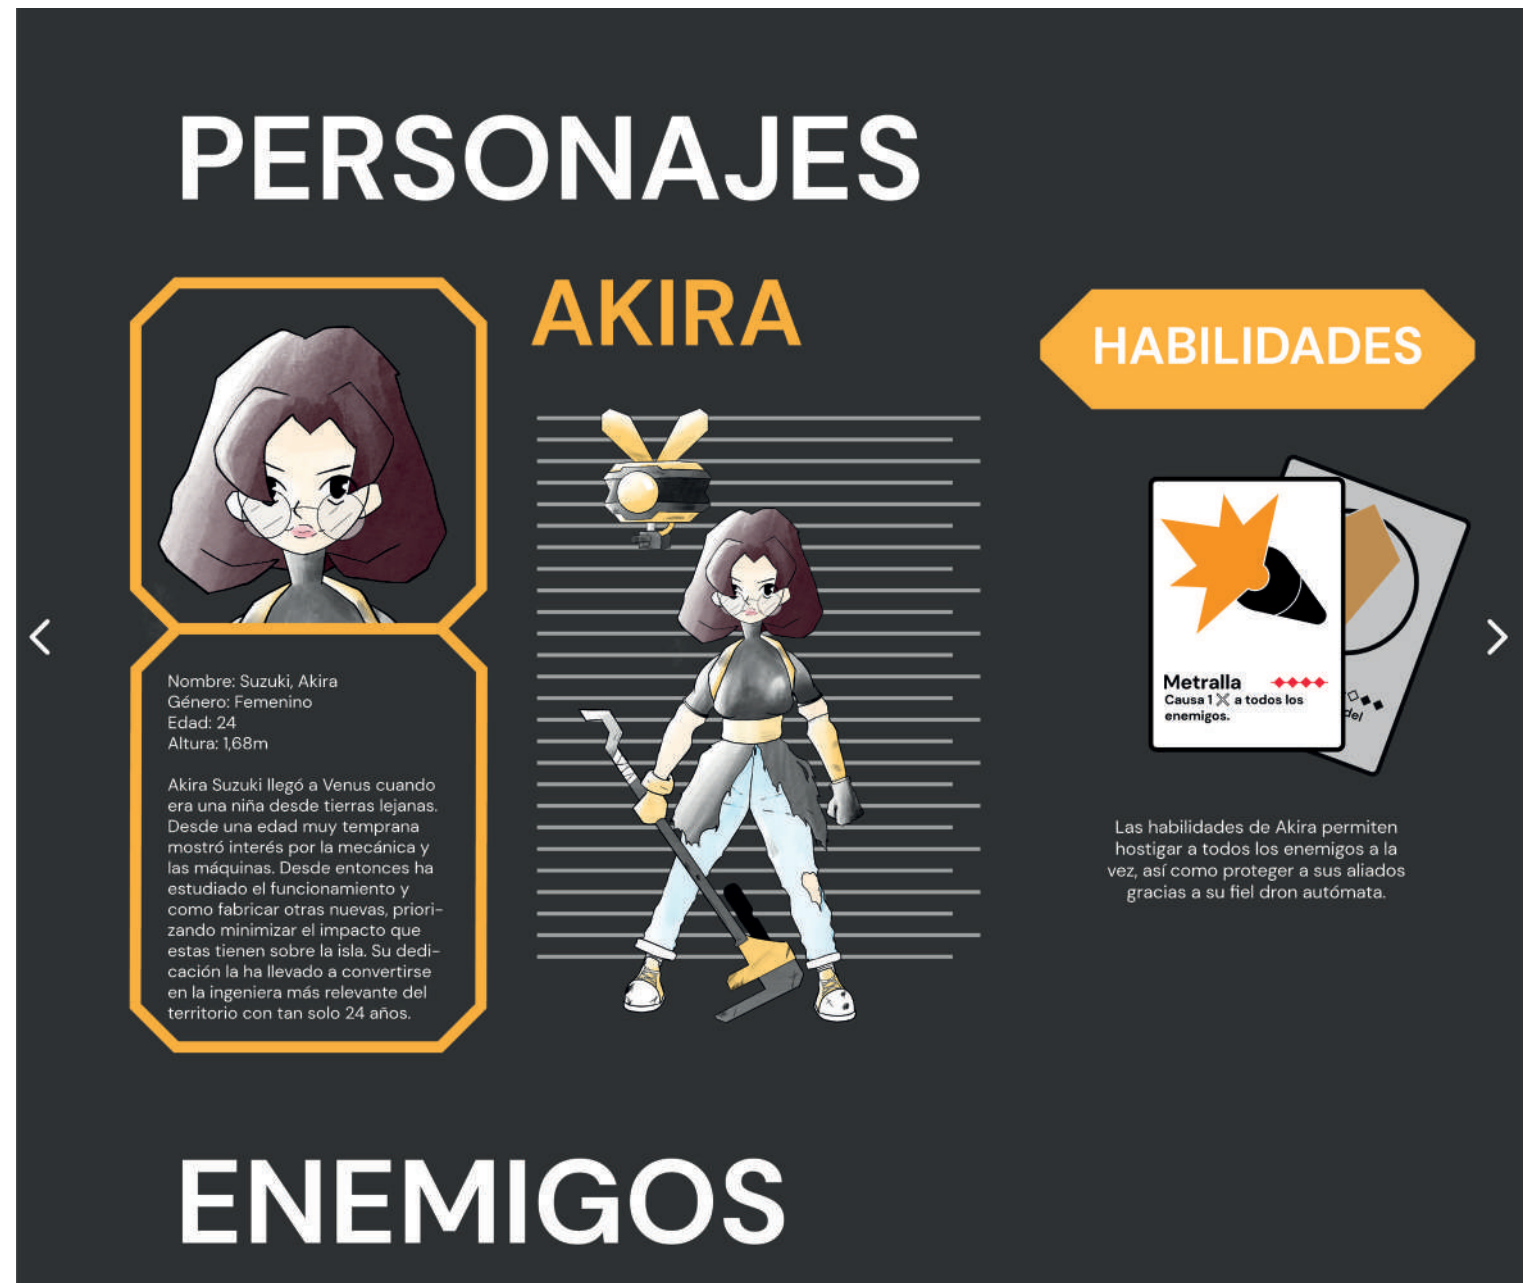 PERSONAJES
AKIRA
HABILIDADES
Nombre: Suzuki, Akira
Género: Femenino
Edad: 24
Altura: 1,68m
Akira Suzuki llegó a Venus cuando
era una niña desde tierras lejanas.
Desde una edad muy temprana
mostró interés por la mecánica y
las máquinas. Desde entonces ha
estudiado el funcionamiento y
como fabricar otras nuevas, priori-
zando minimizar el impacto que
estas tienen sobre la isla. Su dedi-
cación la ha llevado a convertirse
en la ingeniera más relevante del
territorio con tan solo 24 años.
Metralla
Causa 1 a todos los
enemigos.
del
Las habilidades de Akira permiten
hostigar a todos los enemigos a la
vez, así como proteger a sus aliados
gracias a su fiel dron autómata.
ENEMIGOS